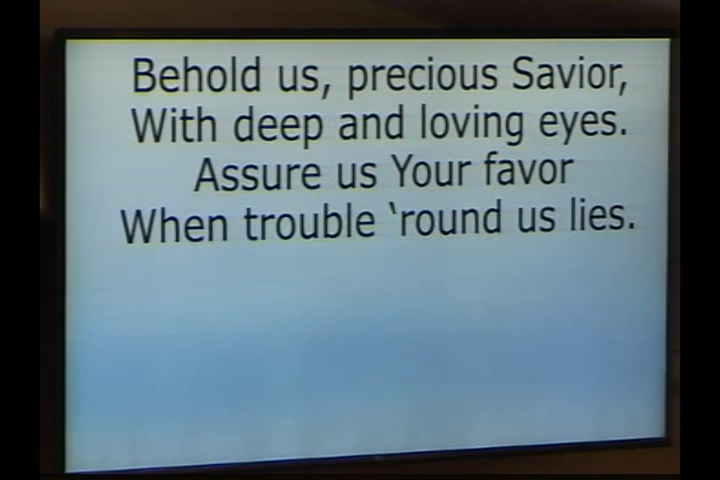 Behold us, precious Savior,
With deep and loving eyes.
Assure us Your favor
When trouble ‘round us lies.